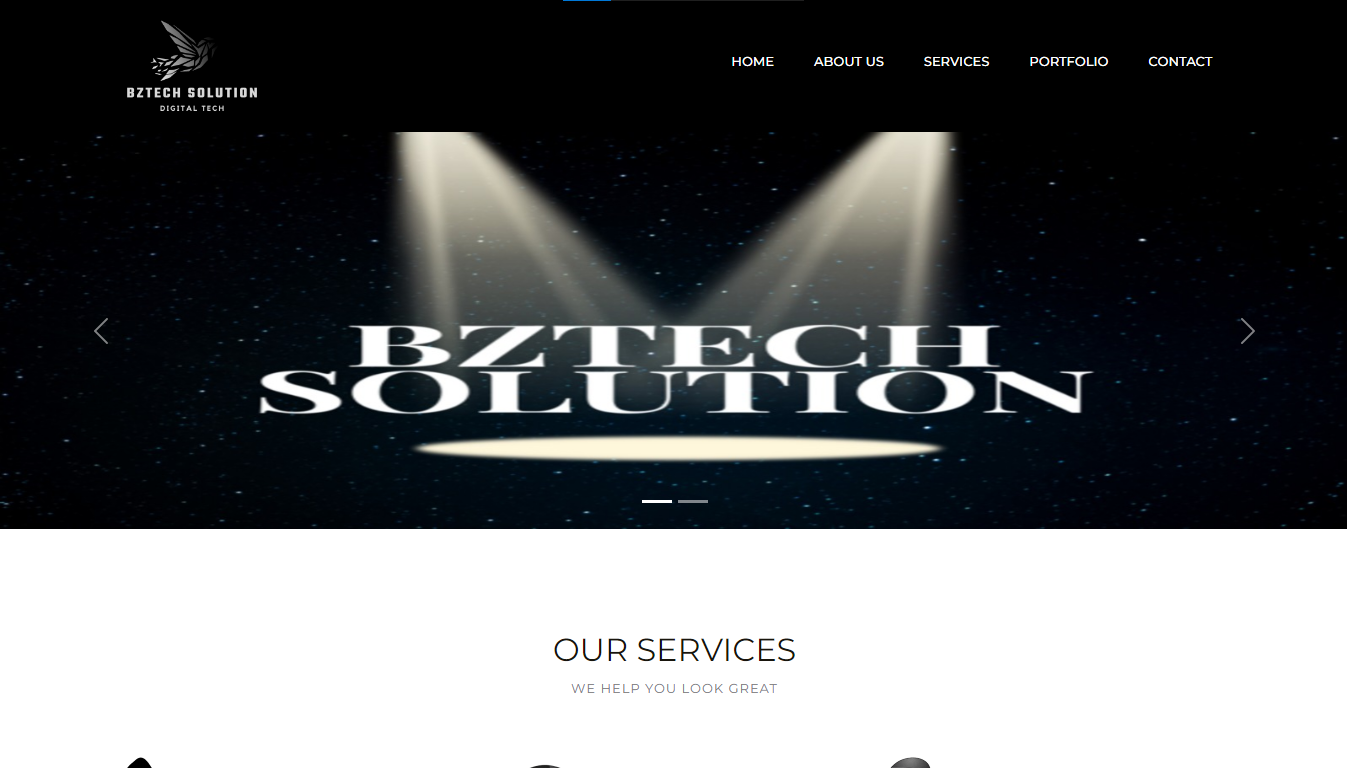 BZTECH SOLUTION
DIGITAL TECH
HOME ABOUT US SERVICES PORTFOLIO CONTACT
BZTECH
SOLUTION
OUR SERVICES
WE HELP YOU LOOK GREAT